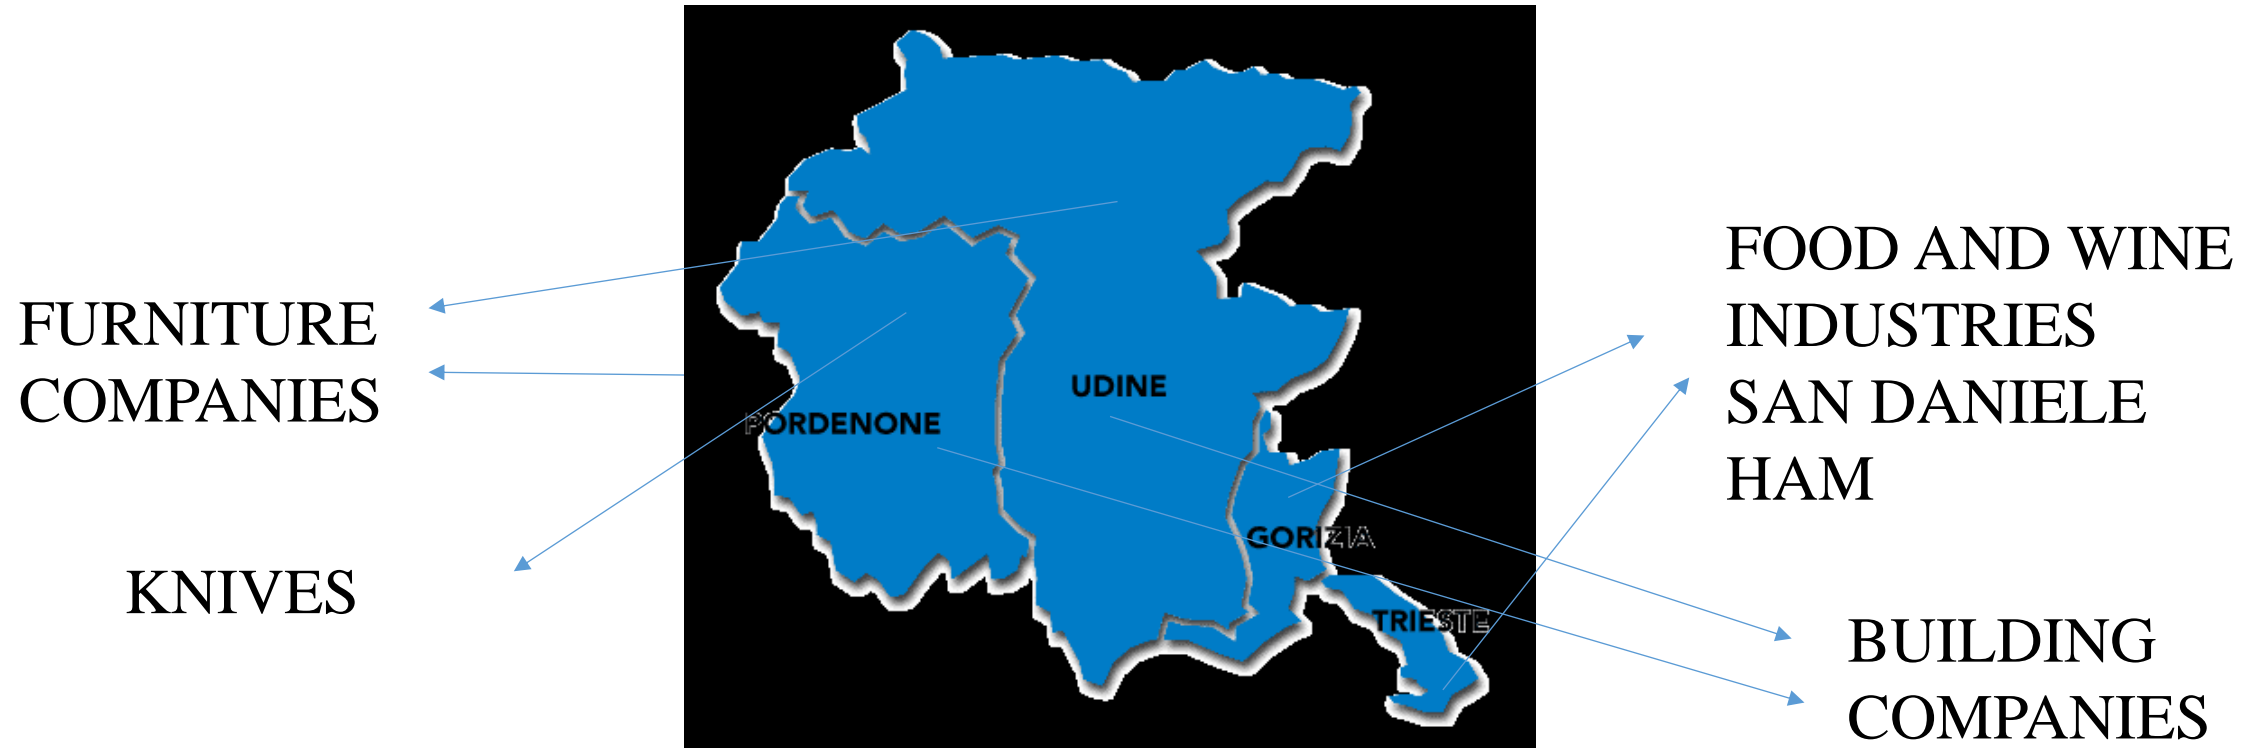 FURNITURE
COMPANIES
KNIVES
UDINE
PORDENONE
GORIZIA
TRIESTE
FOOD AND WINE
INDUSTRIES
SAN DANIELE
HAM
BUILDING
COMPANIES